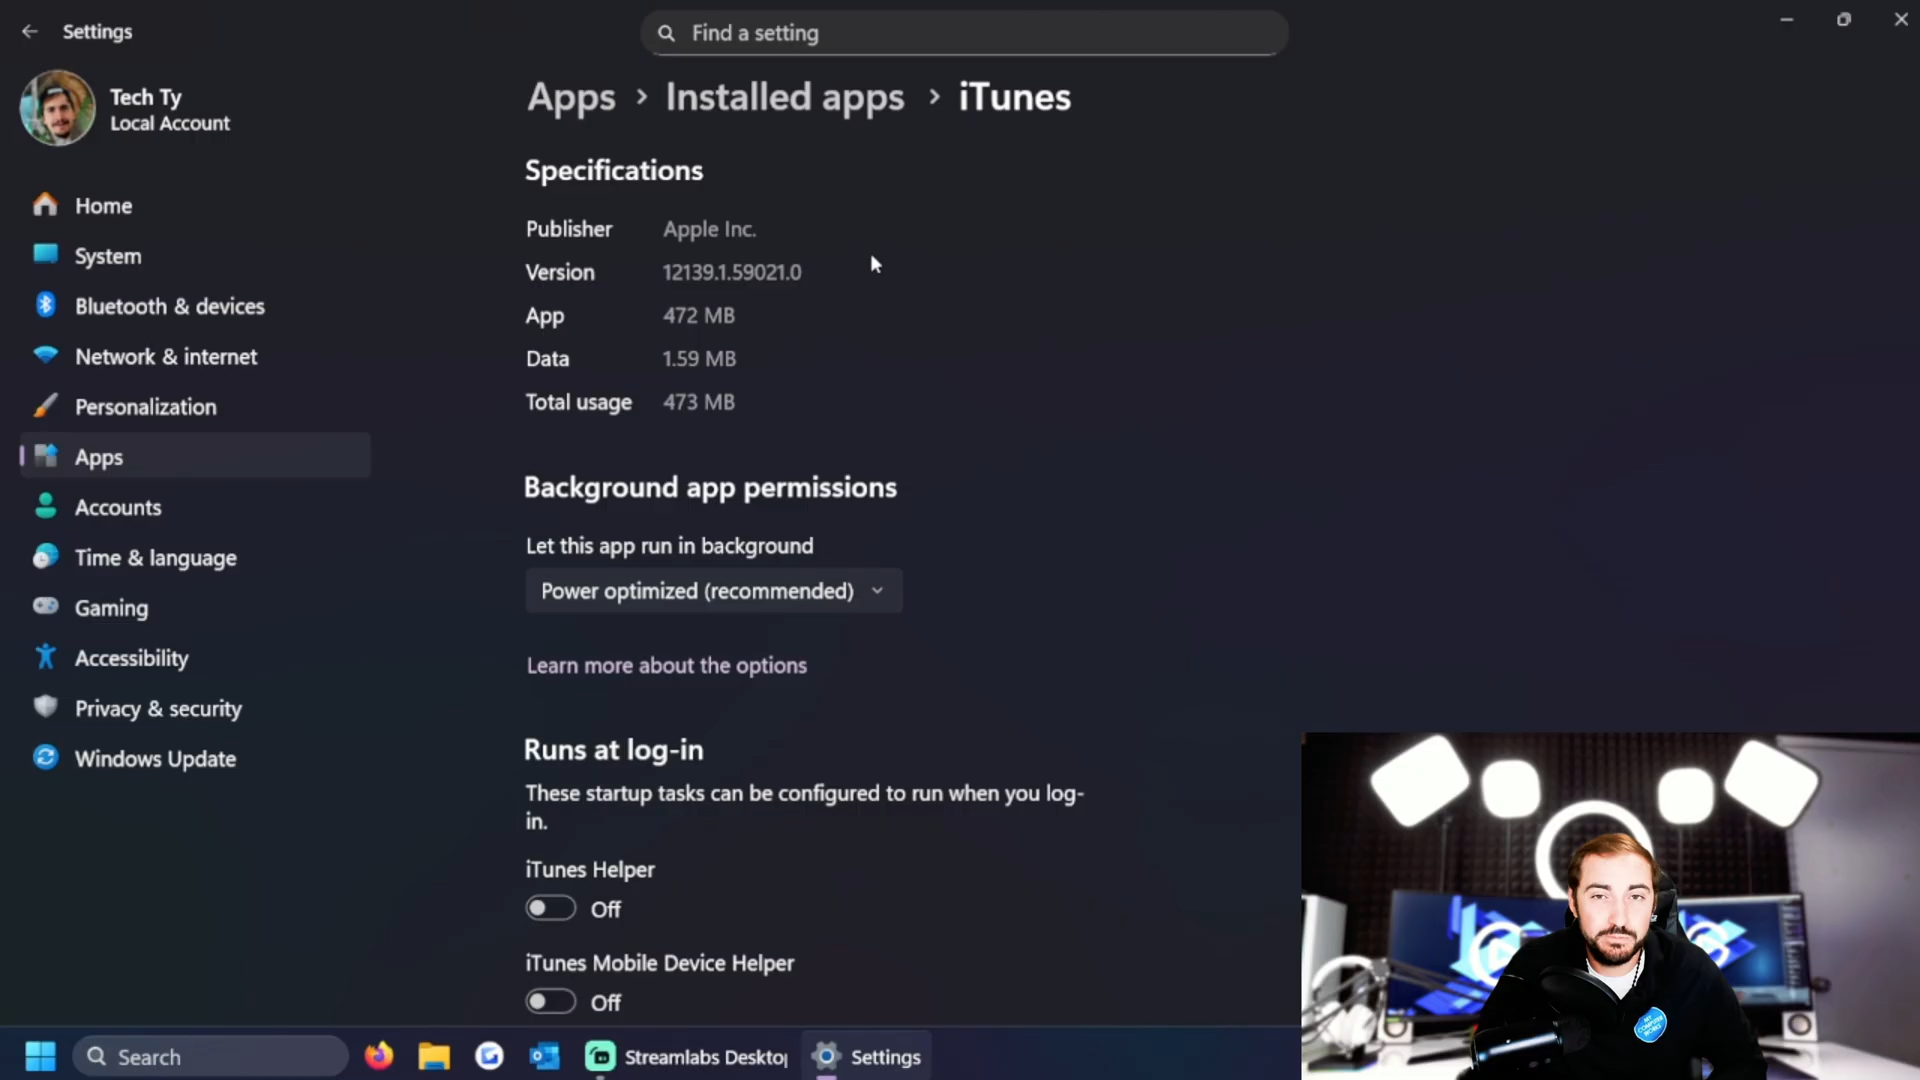 Settings
Find a setting
Tech Ty
Local Account
Home
System
Bluetooth & devices
Network & internet
Personalization
Apps
Accounts
Time & language
Gaming
Accessibility
Privacy & security
Windows Update
Apps > Installed apps > iTunes
Specifications
Publisher Apple Inc.
Version 12139.1.59021.0
App 472 MB
Data 1.59 MB
Total usage 473 MB
Background app permissions
Let this app run in background
Power optimized (recommended)
Learn more about the options
Runs at log-in
These startup tasks can be configured to run when you log-
in.
iTunes Helper
Off
iTunes Mobile Device Helper
Off
Search
Streamlabs Deskto
Settings
MY
COMPUTER
WORKS